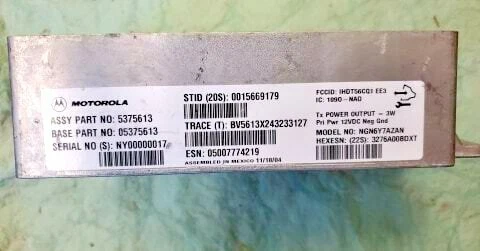 MOTOROLA
ASSY PART NO: 5375613
BASE PART NO: 05375613
SERIAL NO (S): NY00000017
STID (20S): 0015669179
TRACE (T): BV5613X243233127
ESN: 05007774219
ASSEMBLED IN MEXICO 11/18/04
FCCID: IHDT56CQ1 EE3
IC: 109O-NAD
Tx POWER OUTPUT - 3W
Pri Pwr 12VDC Neg Gnd
MODEL NO: NGN6Y7AZAN
HEXESN: (22S): 3276A00BDXT